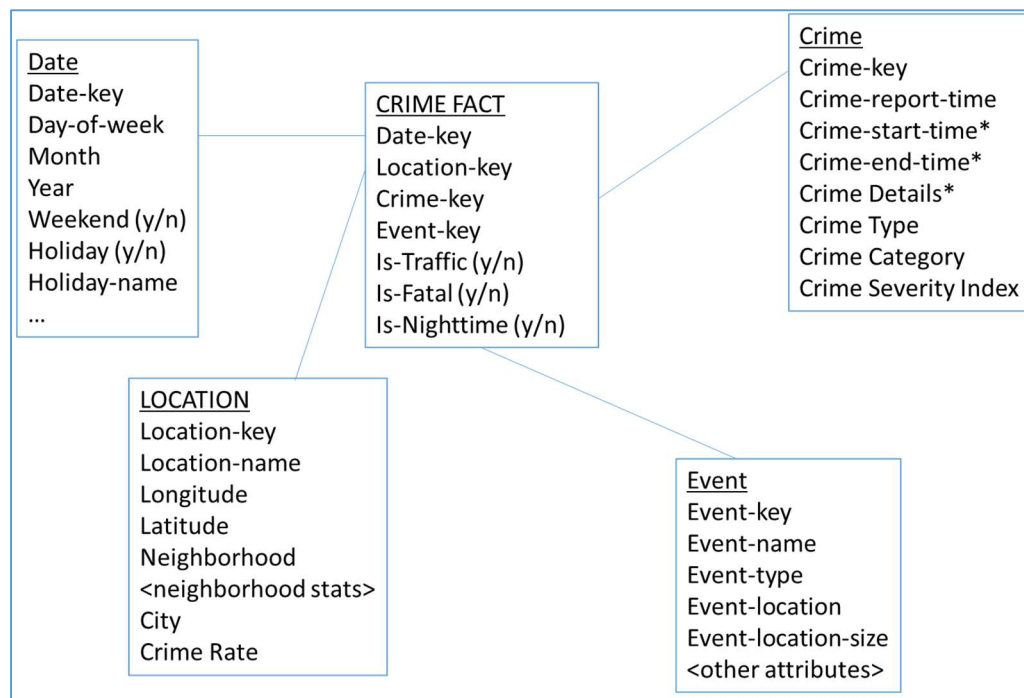 Date
Date-key
Day-of-week
Month
Year
Weekend (y/n)
Holiday (y/n)
Holiday-name
...
CRIME FACT
Date-key
Location-key
Crime-key
Event-key
Is-Traffic (y/n)
Is-Fatal (y/n)
Is-Nighttime (y/n)
Crime
Crime-key
Crime-report-time
Crime-start-time*
Crime-end-time*
Crime Details*
Crime Type
Crime Category
Crime Severity Index
LOCATION
Location-key
Location-name
Longitude
Latitude
Neighborhood
<neighborhood stats>
City
Crime Rate
Event
Event-key
Event-name
Event-type
Event-location
Event-location-size
<other attributes>